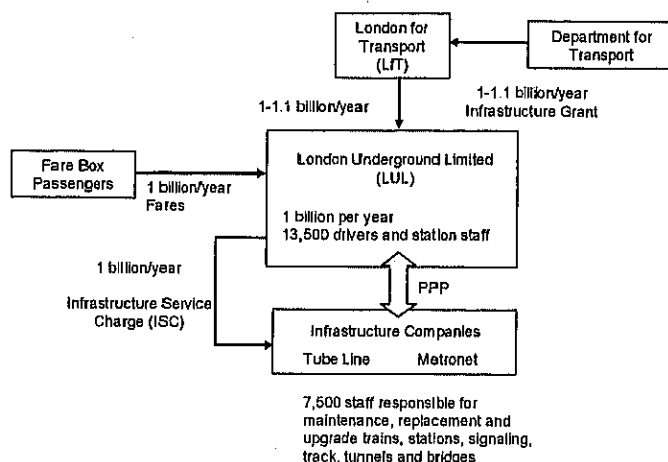 London for
Transport
(LfT)
Department for
Transport
1-1.1 billion/year
1-1.1 billion/year
Infrastructure Grant
Fare Box
Passengers
1 billion/year
Fares
London Underground Limited
(LUL)
1 billion per year
13,500 drivers and station staff
1 billion/year
Infrastructure Service
Charge (ISC)
PPP
Infrastructure Companies
Tube Line Metronet
7,500 staff responsible for
maintenance, replacement and
upgrade trains, stations, signaling,
track, tunnels and bridges